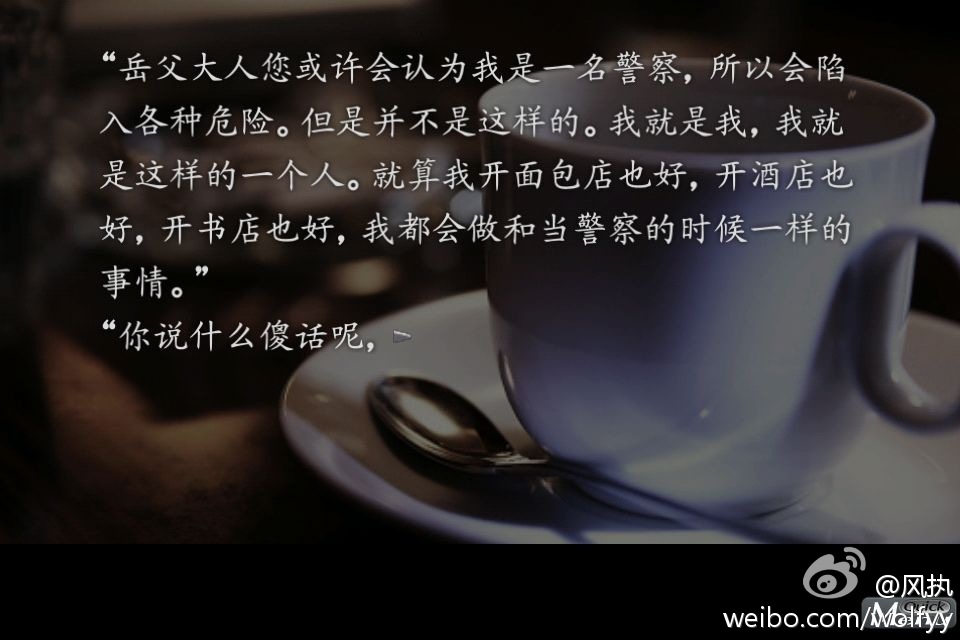 “岳父大人您或许会认为我是一名警察，所以会陷
入各种危险。但是并不是这样的。我就是我，我就
是这样的一个人。就算我开面包店也好，开酒店也
好，开书店也好，我都会做和当警察的时候一样的
事情。”
“你说什么傻话呢，
@风执
weibo.com/Wolfyy